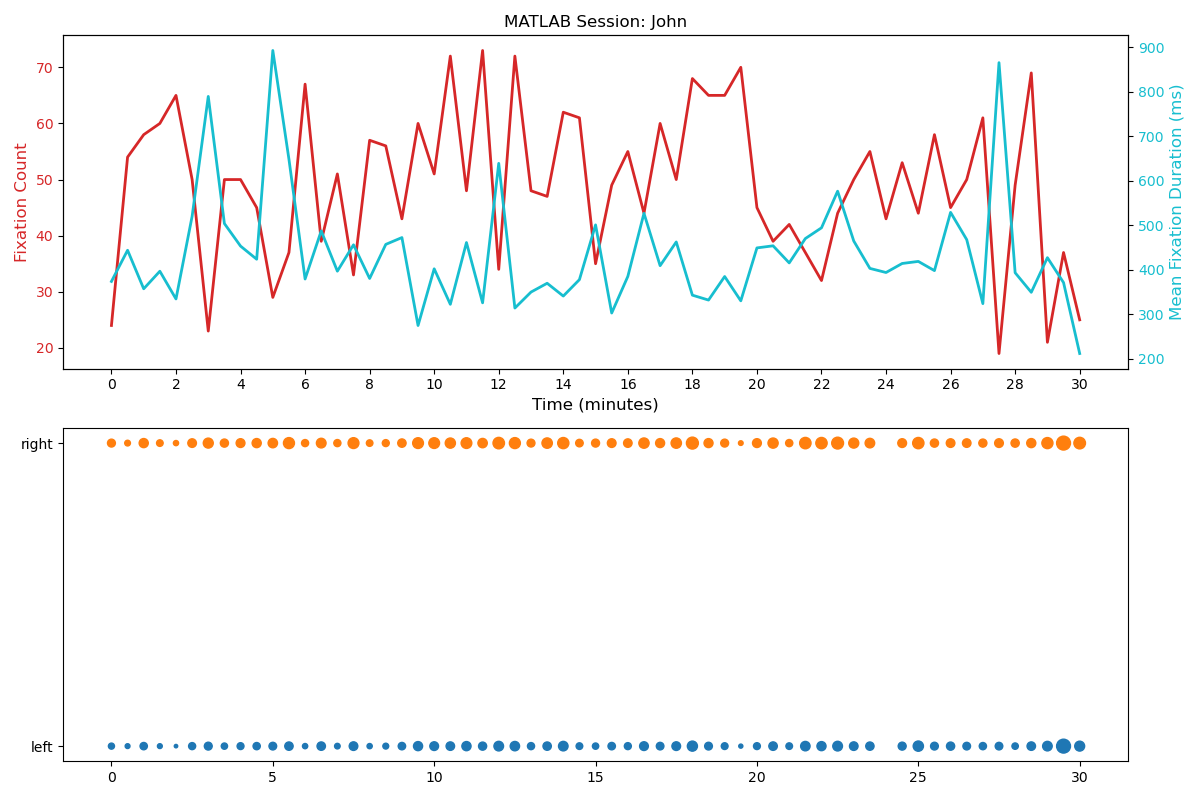 MATLAB Session: John
Fixation Count
70
60
50
40
30
20
900
800
700
600
500
400
300
200
Mean Fixation Duration (ms)
0 2 4 6 8 10 12 14 16 18 20 22 24 26 28 30
Time (minutes)
right
left
0 5 10 15 20 25 30